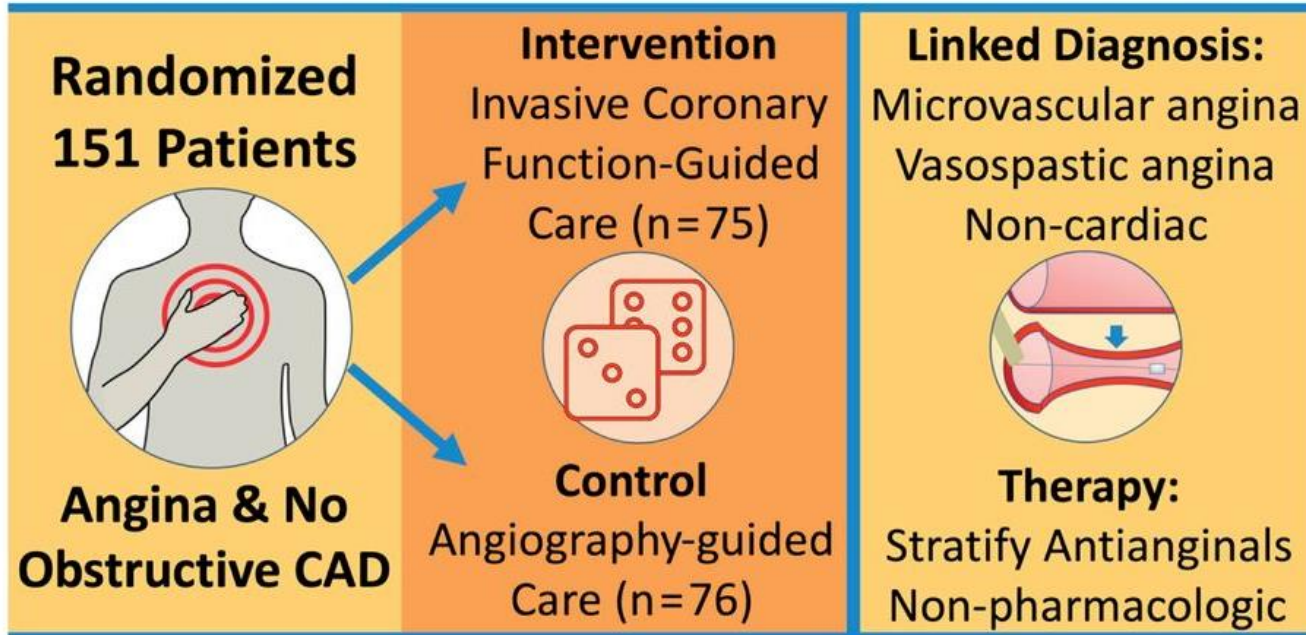 Randomized
151 Patients
Angina & No
Obstructive CAD
Intervention
Invasive Coronary
Function-Guided
Care (n=75)
Control
Angiography-guided
Care (n=76)
Linked Diagnosis:
Microvascular angina
Vasospastic angina
Non-cardiac
Therapy:
Stratify Antianginals
Non-pharmacologic